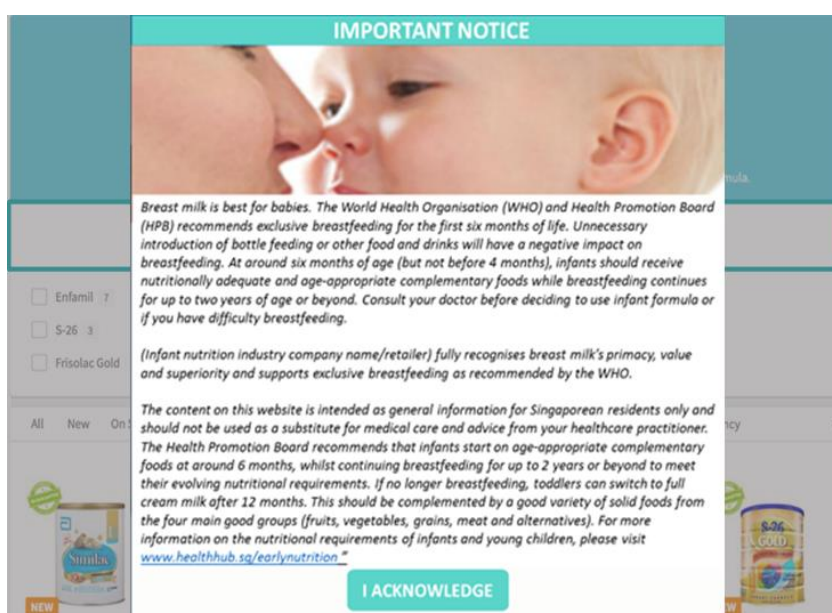 IMPORTANT NOTICE
mula.
Breast milk is best for babies. The World Health Organisation (WHO) and Health Promotion Board
(HPB) recommends exclusive breastfeeding for the first six months of life. Unnecessary
introduction of bottle feeding or other food and drinks will have a negative impact on
breastfeeding. At around six months of age (but not before 4 months), infants should receive
nutritionally adequate and age-appropriate complementary foods while breastfeeding continues
for up to two years of age or beyond. Consult your doctor before deciding to use infant formula or
if you have difficulty breastfeeding.
(Infant nutrition industry company name/retailer) fully recognises breast milk's primacy, value
and superiority and supports exclusive breastfeeding as recommended by the WHO.
The content on this website is intended as general information for Singaporean residents only and
should not be used as a substitute for medical care and advice from your healthcare practitioner.
The Health Promotion Board recommends that infants start on age-appropriate complementary
foods at around 6 months, whilst continuing breastfeeding for up to 2 years or beyond to meet
their evolving nutritional requirements. If no longer breastfeeding, toddlers can switch to full
cream milk after 12 months. This should be complemented by a good variety of solid foods from
the four main good groups (fruits, vegetables, grains, meat and alternatives). For more
information on the nutritional requirements of infants and young children, please visit
www.healthhub.sg/earlynutrition "
I ACKNOWLEDGE
Enfamil 7
S-26 3
Frisolac Gold
All New On S
ncy
Similac
NEW
S-26
GOLD